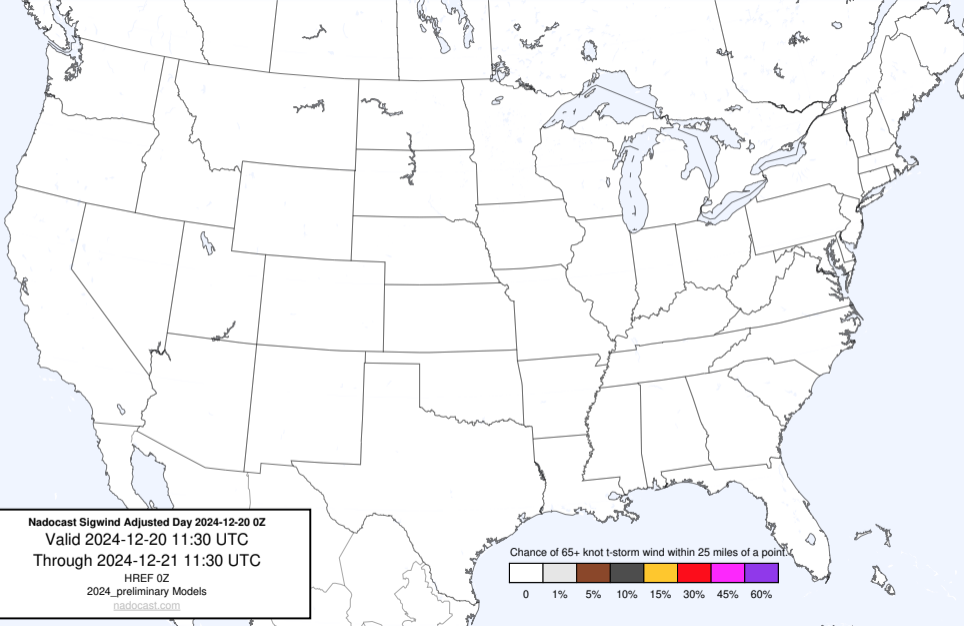 Nadocast Sigwind Adjusted Day 2024-12-20 0Z
Valid 2024-12-20 11:30 UTC
Through 2024-12-21 11:30 UTC
HREF 0Z
2024_preliminary Models
nadocast.com
Chance of 65+ knot t-storm wind within 25 miles of a point.
0 1% 5% 10% 15% 30% 45% 60%